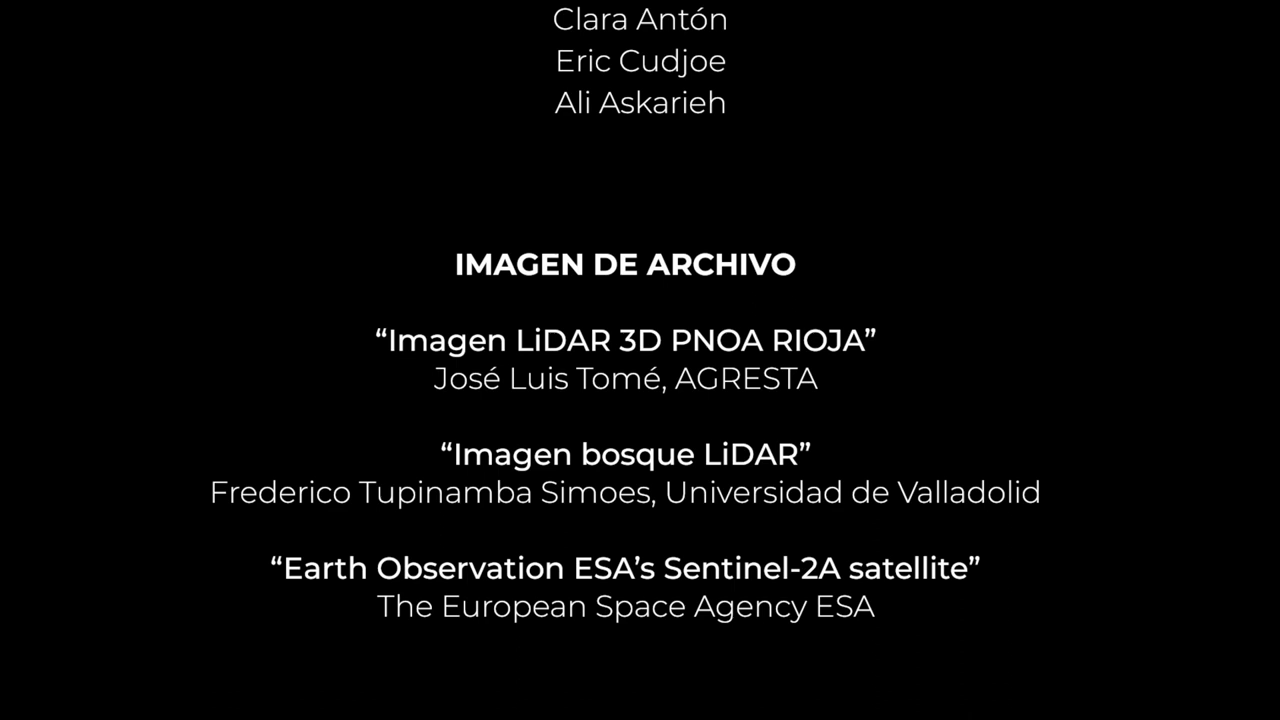 Clara Antón
Eric Cudjoe
Ali Askarieh
IMAGEN DE ARCHIVO
“Imagen LiDAR 3D PNOA RIOJA”
José Luis Tomé, AGRESTA
“Imagen bosque LiDAR”
Frederico Tupinamba Simoes, Universidad de Valladolid
“Earth Observation ESA’s Sentinel-2A satellite”
The European Space Agency ESA